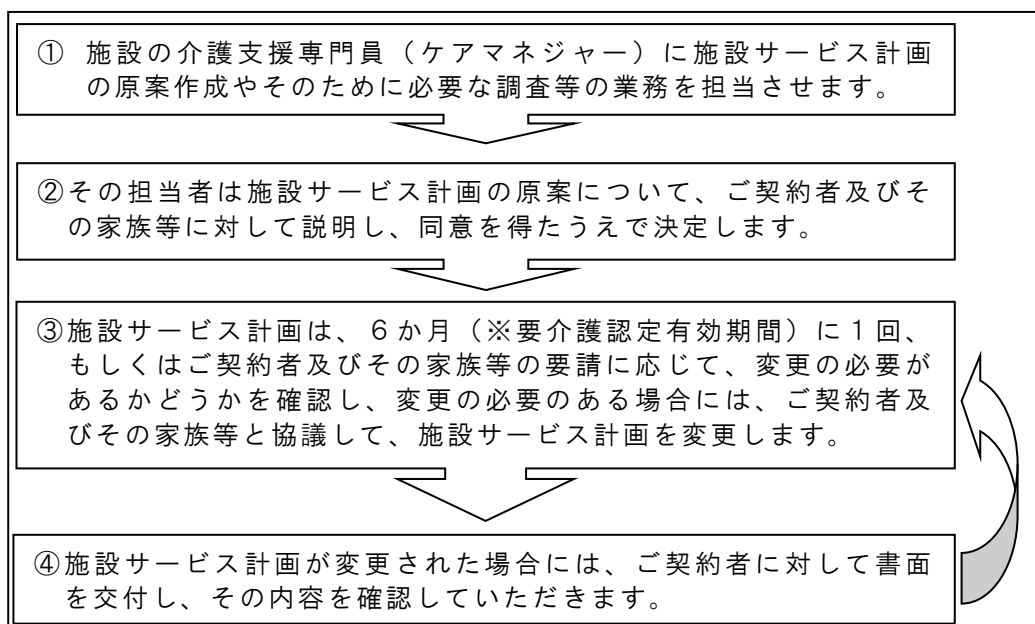 ① 施設の介護支援専門員（ケアマネジャー）に施設サービス計画
の原案作成やそのために必要な調査等の業務を担当させます。
②その担当者は施設サービス計画の原案について、ご契約者及びそ
の家族等に対して説明し、同意を得たうえで決定します。
③施設サービス計画は、６か月（※要介護認定有効期間）に１回、
もしくはご契約者及びその家族等の要請に応じて、変更の必要が
あるかどうかを確認し、変更の必要のある場合には、ご契約者及
びその家族等と協議して、施設サービス計画を変更します。
④施設サービス計画が変更された場合には、ご契約者に対して書面
を交付し、その内容を確認していただきます。